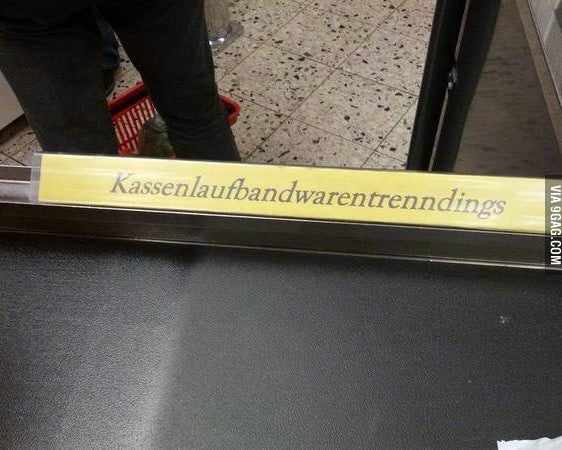 Kassenlaufbandwarentrenndings
VIA 9GAG.COM